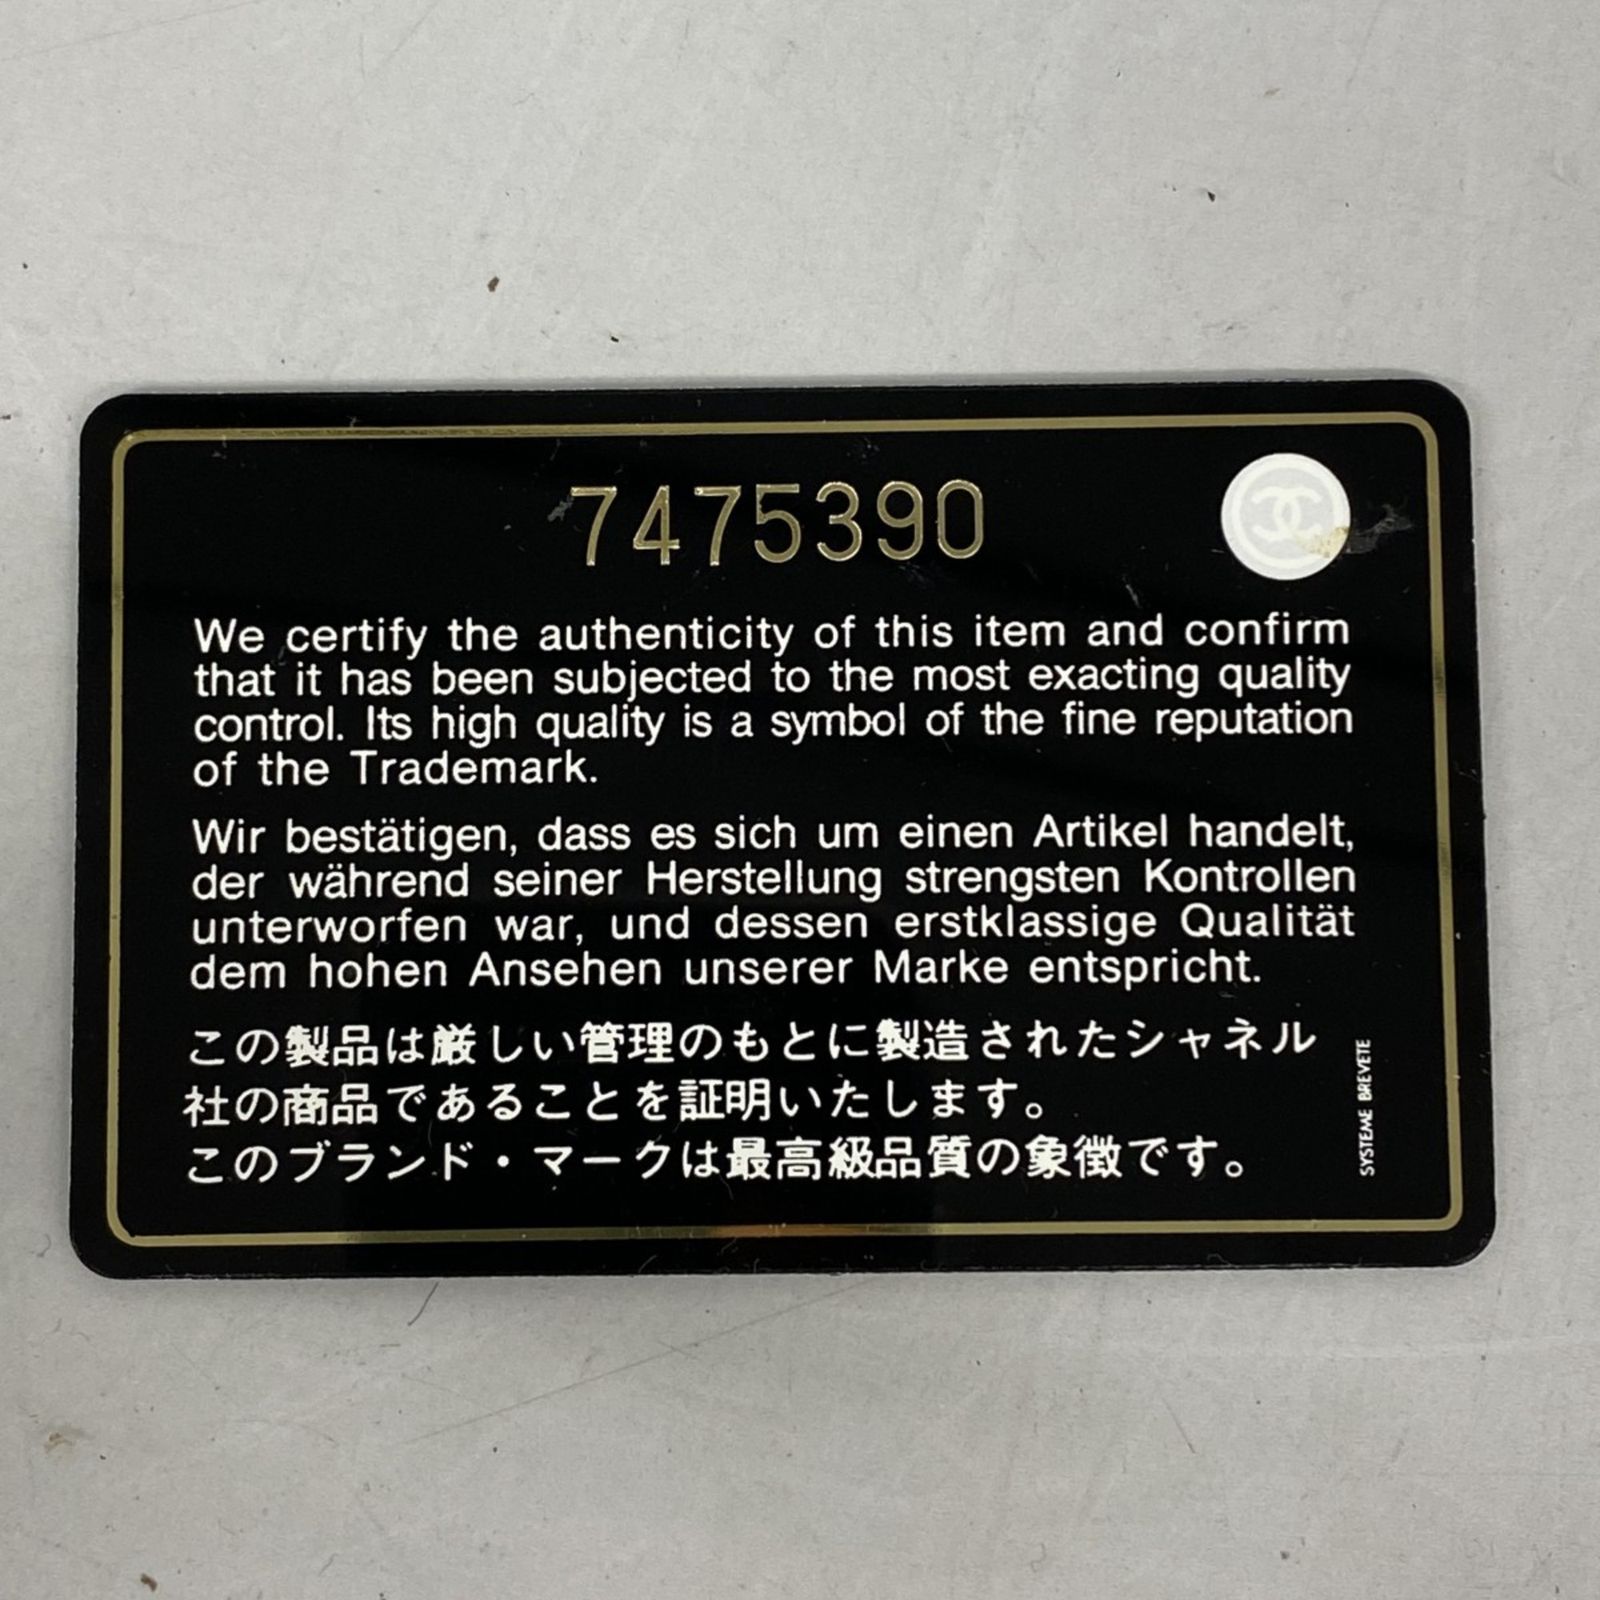 7475390
We certify the authenticity of this item and confirm
that it has been subjected to the most exacting quality
control. Its high quality is a symbol of the fine reputation
of the Trademark.
Wir bestätigen, dass es sich um einen Artikel handelt,
der während seiner Herstellung strengsten Kontrollen
unterworfen war, und dessen erstklassige Qualität
dem hohen Ansehen unserer Marke entspricht.
この製品は厳しい管理のもとに製造されたシャネル
社の商品であることを証明いたします。
このブランド・マークは最高級品質の象徴です。
SYSTEME BREVETE